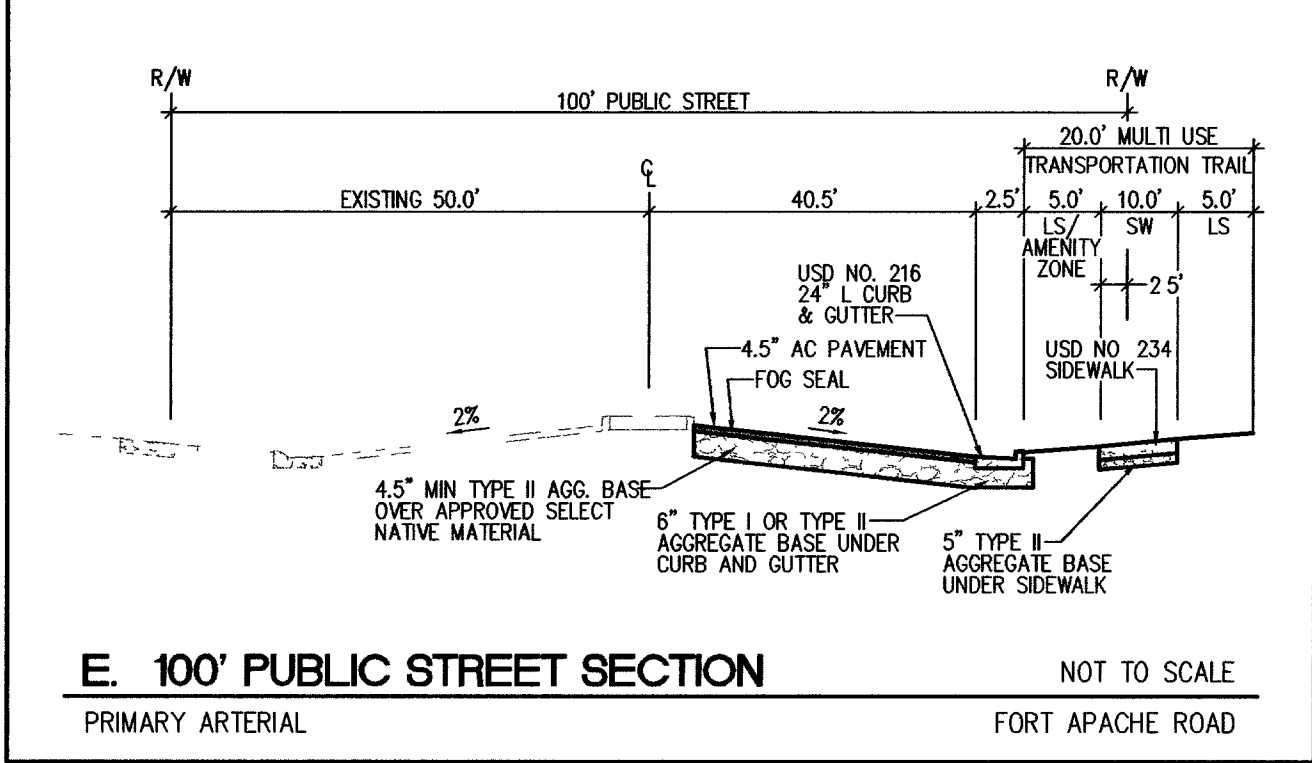 R/W
R/W
100' PUBLIC STREET
20.0' MULTI USE
TRANSPORTATION TRAIL
℄
EXISTING 50.0'
40.5'
2.5'
5.0'
10.0'
5.0'
LS/
AMENITY
ZONE
SW
LS
2 5'
USD NO. 216
24" L CURB
& GUTTER
4.5" AC PAVEMENT
FOG SEAL
USD NO 234
SIDEWALK
2%
2%
4.5" MIN TYPE II AGG. BASE
OVER APPROVED SELECT
NATIVE MATERIAL
6" TYPE I OR TYPE II
AGGREGATE BASE UNDER
CURB AND GUTTER
5" TYPE II
AGGREGATE BASE
UNDER SIDEWALK
E. 100' PUBLIC STREET SECTION
NOT TO SCALE
PRIMARY ARTERIAL
FORT APACHE ROAD